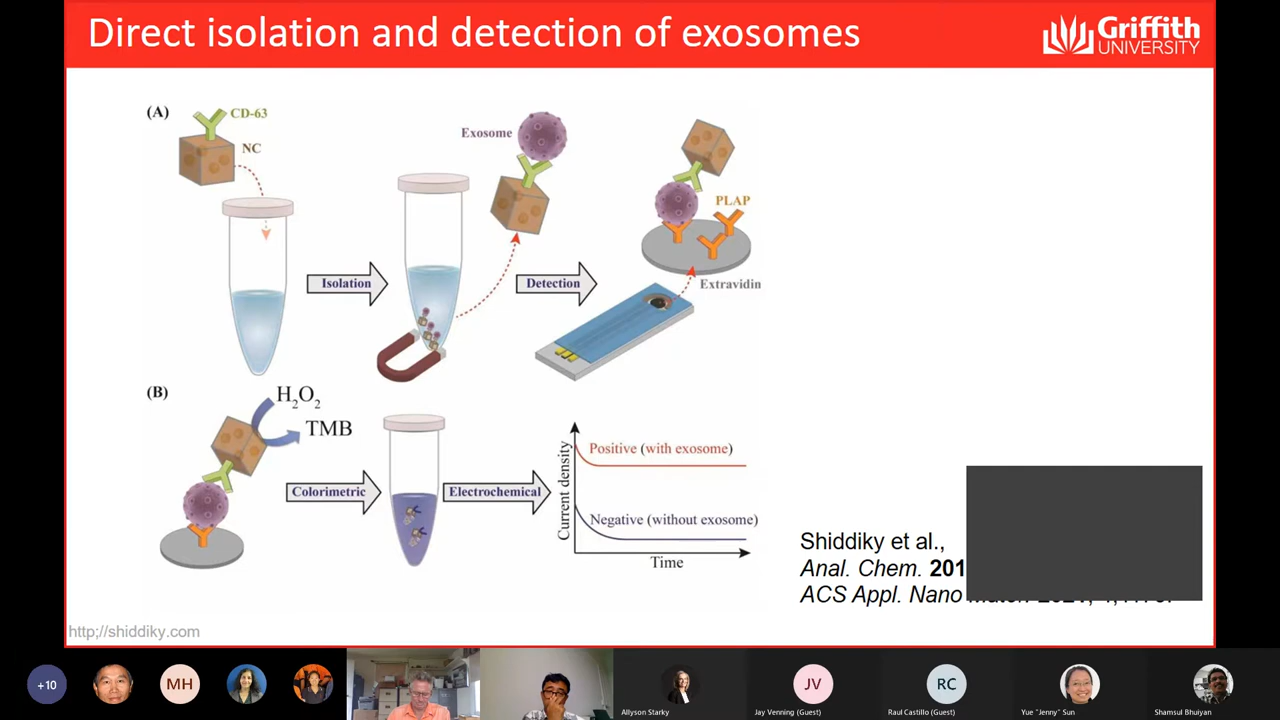 Direct isolation and detection of exosomes
Griffith
UNIVERSITY
(A)
CD-63
NC
Exosome
PLAP
Isolation
Detection
Extravidin
(B)
H₂O₂
TMB
Colorimetric
Electrochemical
Current density
Positive (with exosome)
Negative (without exosome)
Time
Shiddiky et al.,
Anal. Chem. 201
ACS Appl. Nano
http://shiddiky.com
+10
MH
JV
RC
Allyson Starky
Jay Venning (Guest)
Raul Castillo (Guest)
Yue "Jenny" Sun
Shamsul Bhuiyan